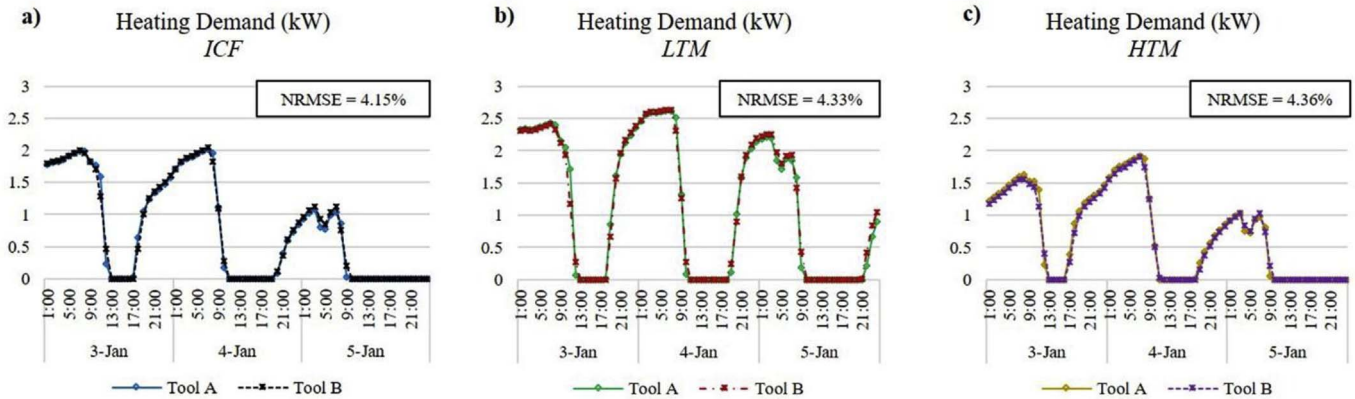 a)
Heating Demand (kW)
ICF
NRMSE = 4.15%
3
2.5
2
1.5
1
0.5
0
1:00 5:00 9:00 13:00 17:00 21:00 1:00 5:00 9:00 13:00 17:00 21:00 1:00 5:00 9:00 13:00 17:00 21:00
3-Jan 4-Jan 5-Jan
Tool A Tool B
b)
Heating Demand (kW)
LTM
NRMSE = 4.33%
3
2.5
2
1.5
1
0.5
0
1:00 5:00 9:00 13:00 17:00 21:00 1:00 5:00 9:00 13:00 17:00 21:00 1:00 5:00 9:00 13:00 17:00 21:00
3-Jan 4-Jan 5-Jan
Tool A Tool B
c)
Heating Demand (kW)
HTM
NRMSE = 4.36%
3
2.5
2
1.5
1
0.5
0
1:00 5:00 9:00 13:00 17:00 21:00 1:00 5:00 9:00 13:00 17:00 21:00 1:00 5:00 9:00 13:00 17:00 21:00
3-Jan 4-Jan 5-Jan
Tool A Tool B